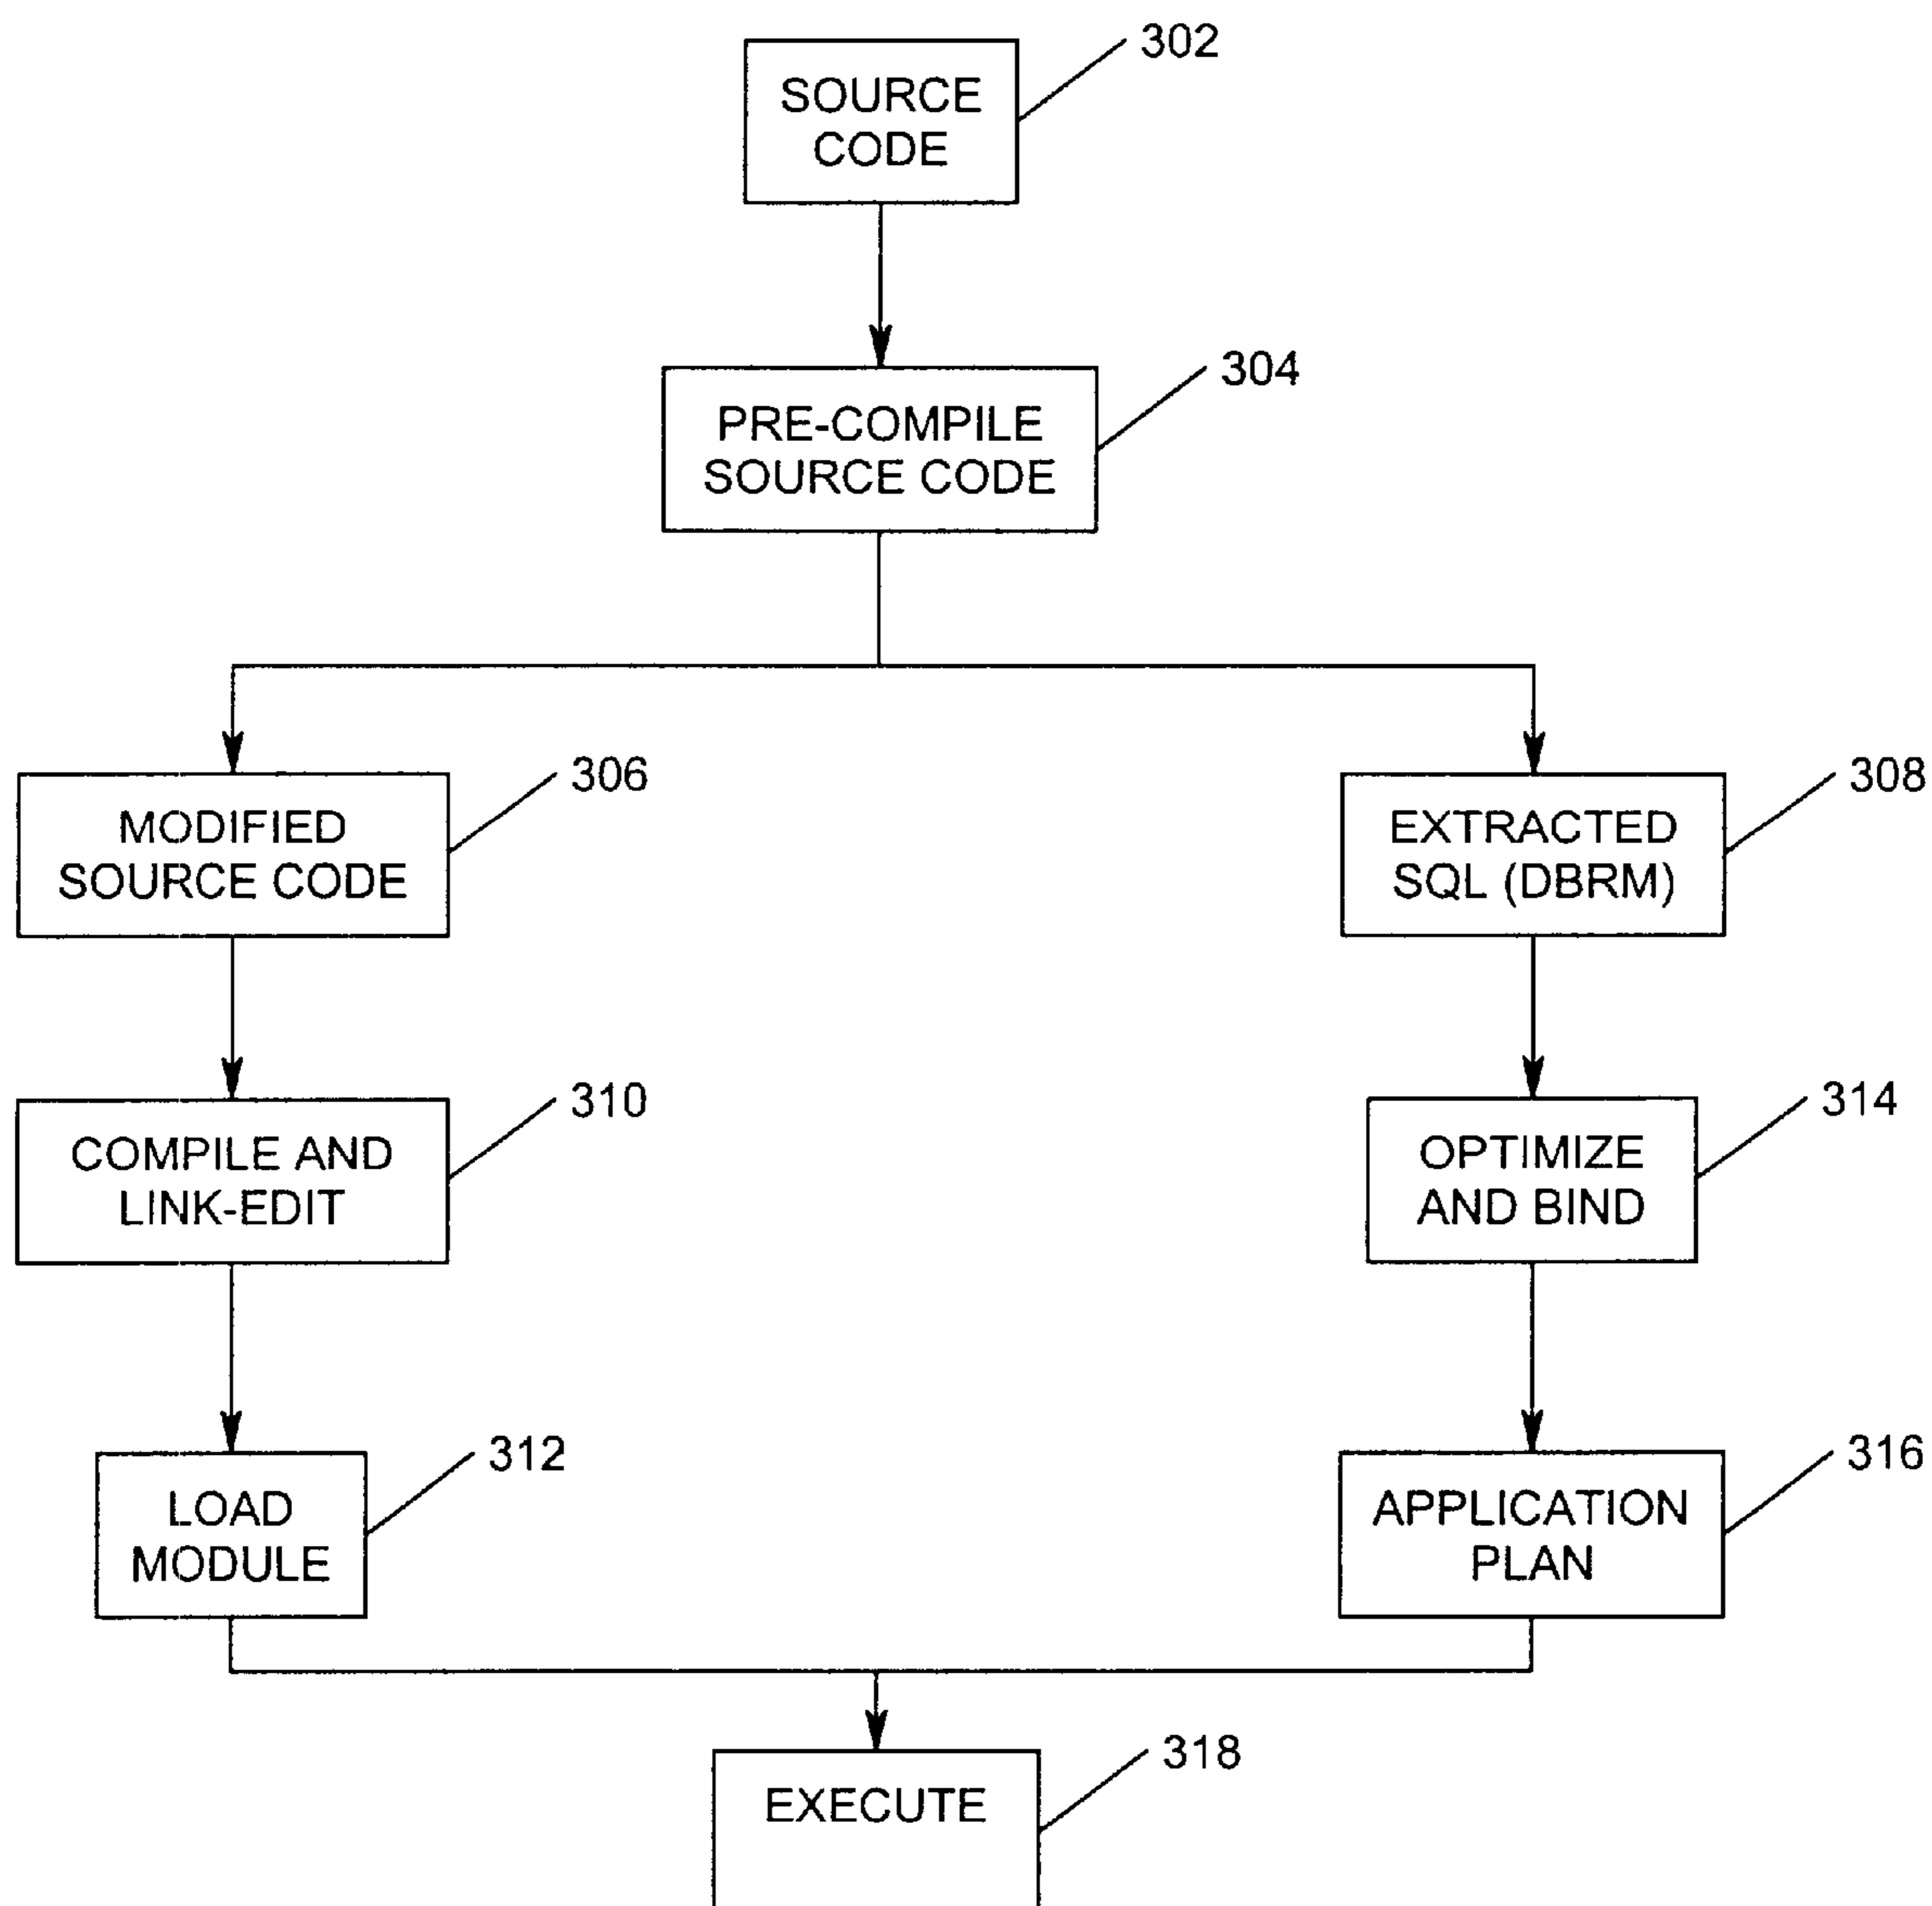 302
SOURCE
CODE
304
PRE-COMPILE
SOURCE CODE
306
MODIFIED
SOURCE CODE
308
EXTRACTED
SQL (DBRM)
310
COMPILE AND
LINK-EDIT
314
OPTIMIZE
AND BIND
312
LOAD
MODULE
316
APPLICATION
PLAN
318
EXECUTE